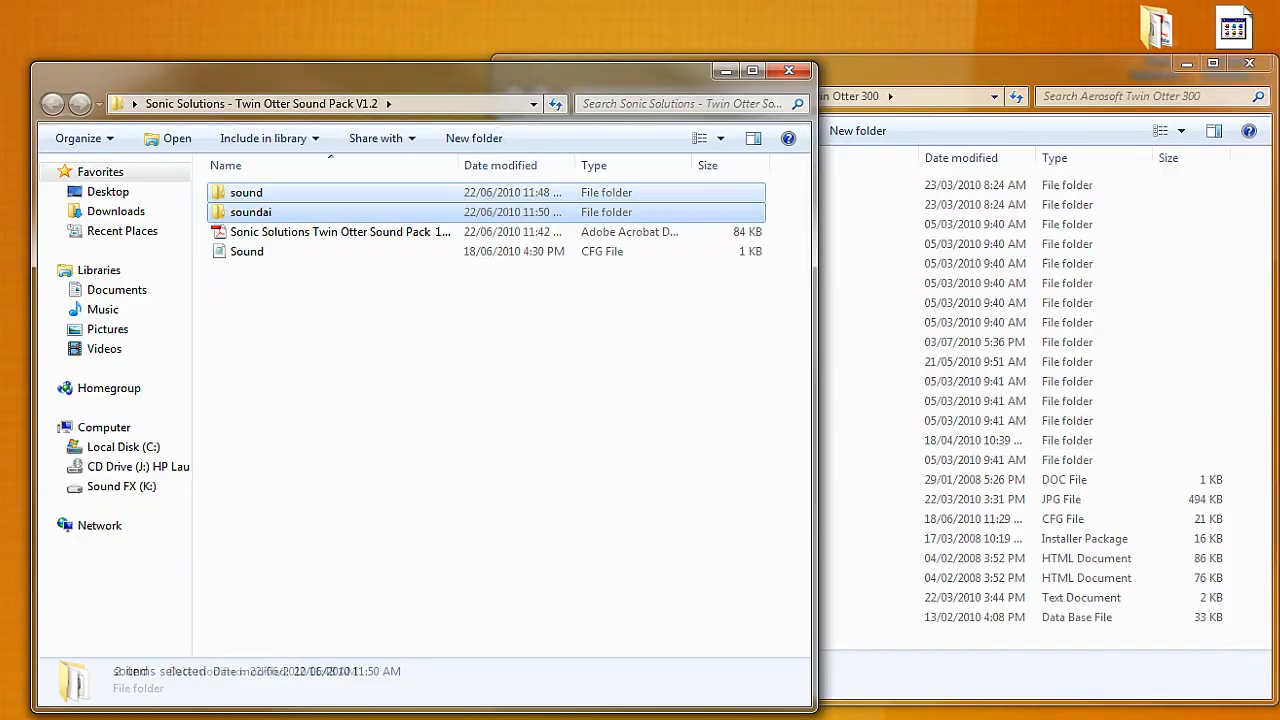 Sonic Solutions - Twin Otter Sound Pack V1.2
Search Sonic Solutions - Twin Otter So...
Organize Open Include in library Share with New folder
Name Date modified Type Size
sound 22/06/2010 11:48 ... File folder
soundai 22/06/2010 11:50 ... File folder
Sonic Solutions Twin Otter Sound Pack 1... 22/06/2010 11:42 ... Adobe Acrobat D... 84 KB
Sound 18/06/2010 4:30 PM CFG File 1 KB
Favorites
Desktop
Downloads
Recent Places
Libraries
Documents
Music
Pictures
Videos
Homegroup
Computer
Local Disk (C:)
CD Drive (J:) HP Lau
Sound FX (K:)
Network
items selected Date modified: 22/06/2010 11:50 AM
File folder
in Otter 300
Search Aerosoft Twin Otter 300
New folder
Date modified Type Size
23/03/2010 8:24 AM File folder
23/03/2010 8:24 AM File folder
05/03/2010 9:40 AM File folder
05/03/2010 9:40 AM File folder
05/03/2010 9:40 AM File folder
05/03/2010 9:40 AM File folder
05/03/2010 9:40 AM File folder
05/03/2010 9:40 AM File folder
03/07/2010 5:36 PM File folder
21/05/2010 9:51 AM File folder
05/03/2010 9:41 AM File folder
05/03/2010 9:41 AM File folder
05/03/2010 9:41 AM File folder
18/04/2010 10:39 ... File folder
05/03/2010 9:41 AM File folder
29/01/2008 5:26 PM DOC File 1 KB
22/03/2010 3:31 PM JPG File 494 KB
18/06/2010 11:29 ... CFG File 21 KB
17/03/2008 10:19 ... Installer Package 16 KB
04/02/2008 3:52 PM HTML Document 86 KB
04/02/2008 3:52 PM HTML Document 76 KB
22/03/2010 3:44 PM Text Document 2 KB
13/02/2010 4:08 PM Data Base File 33 KB